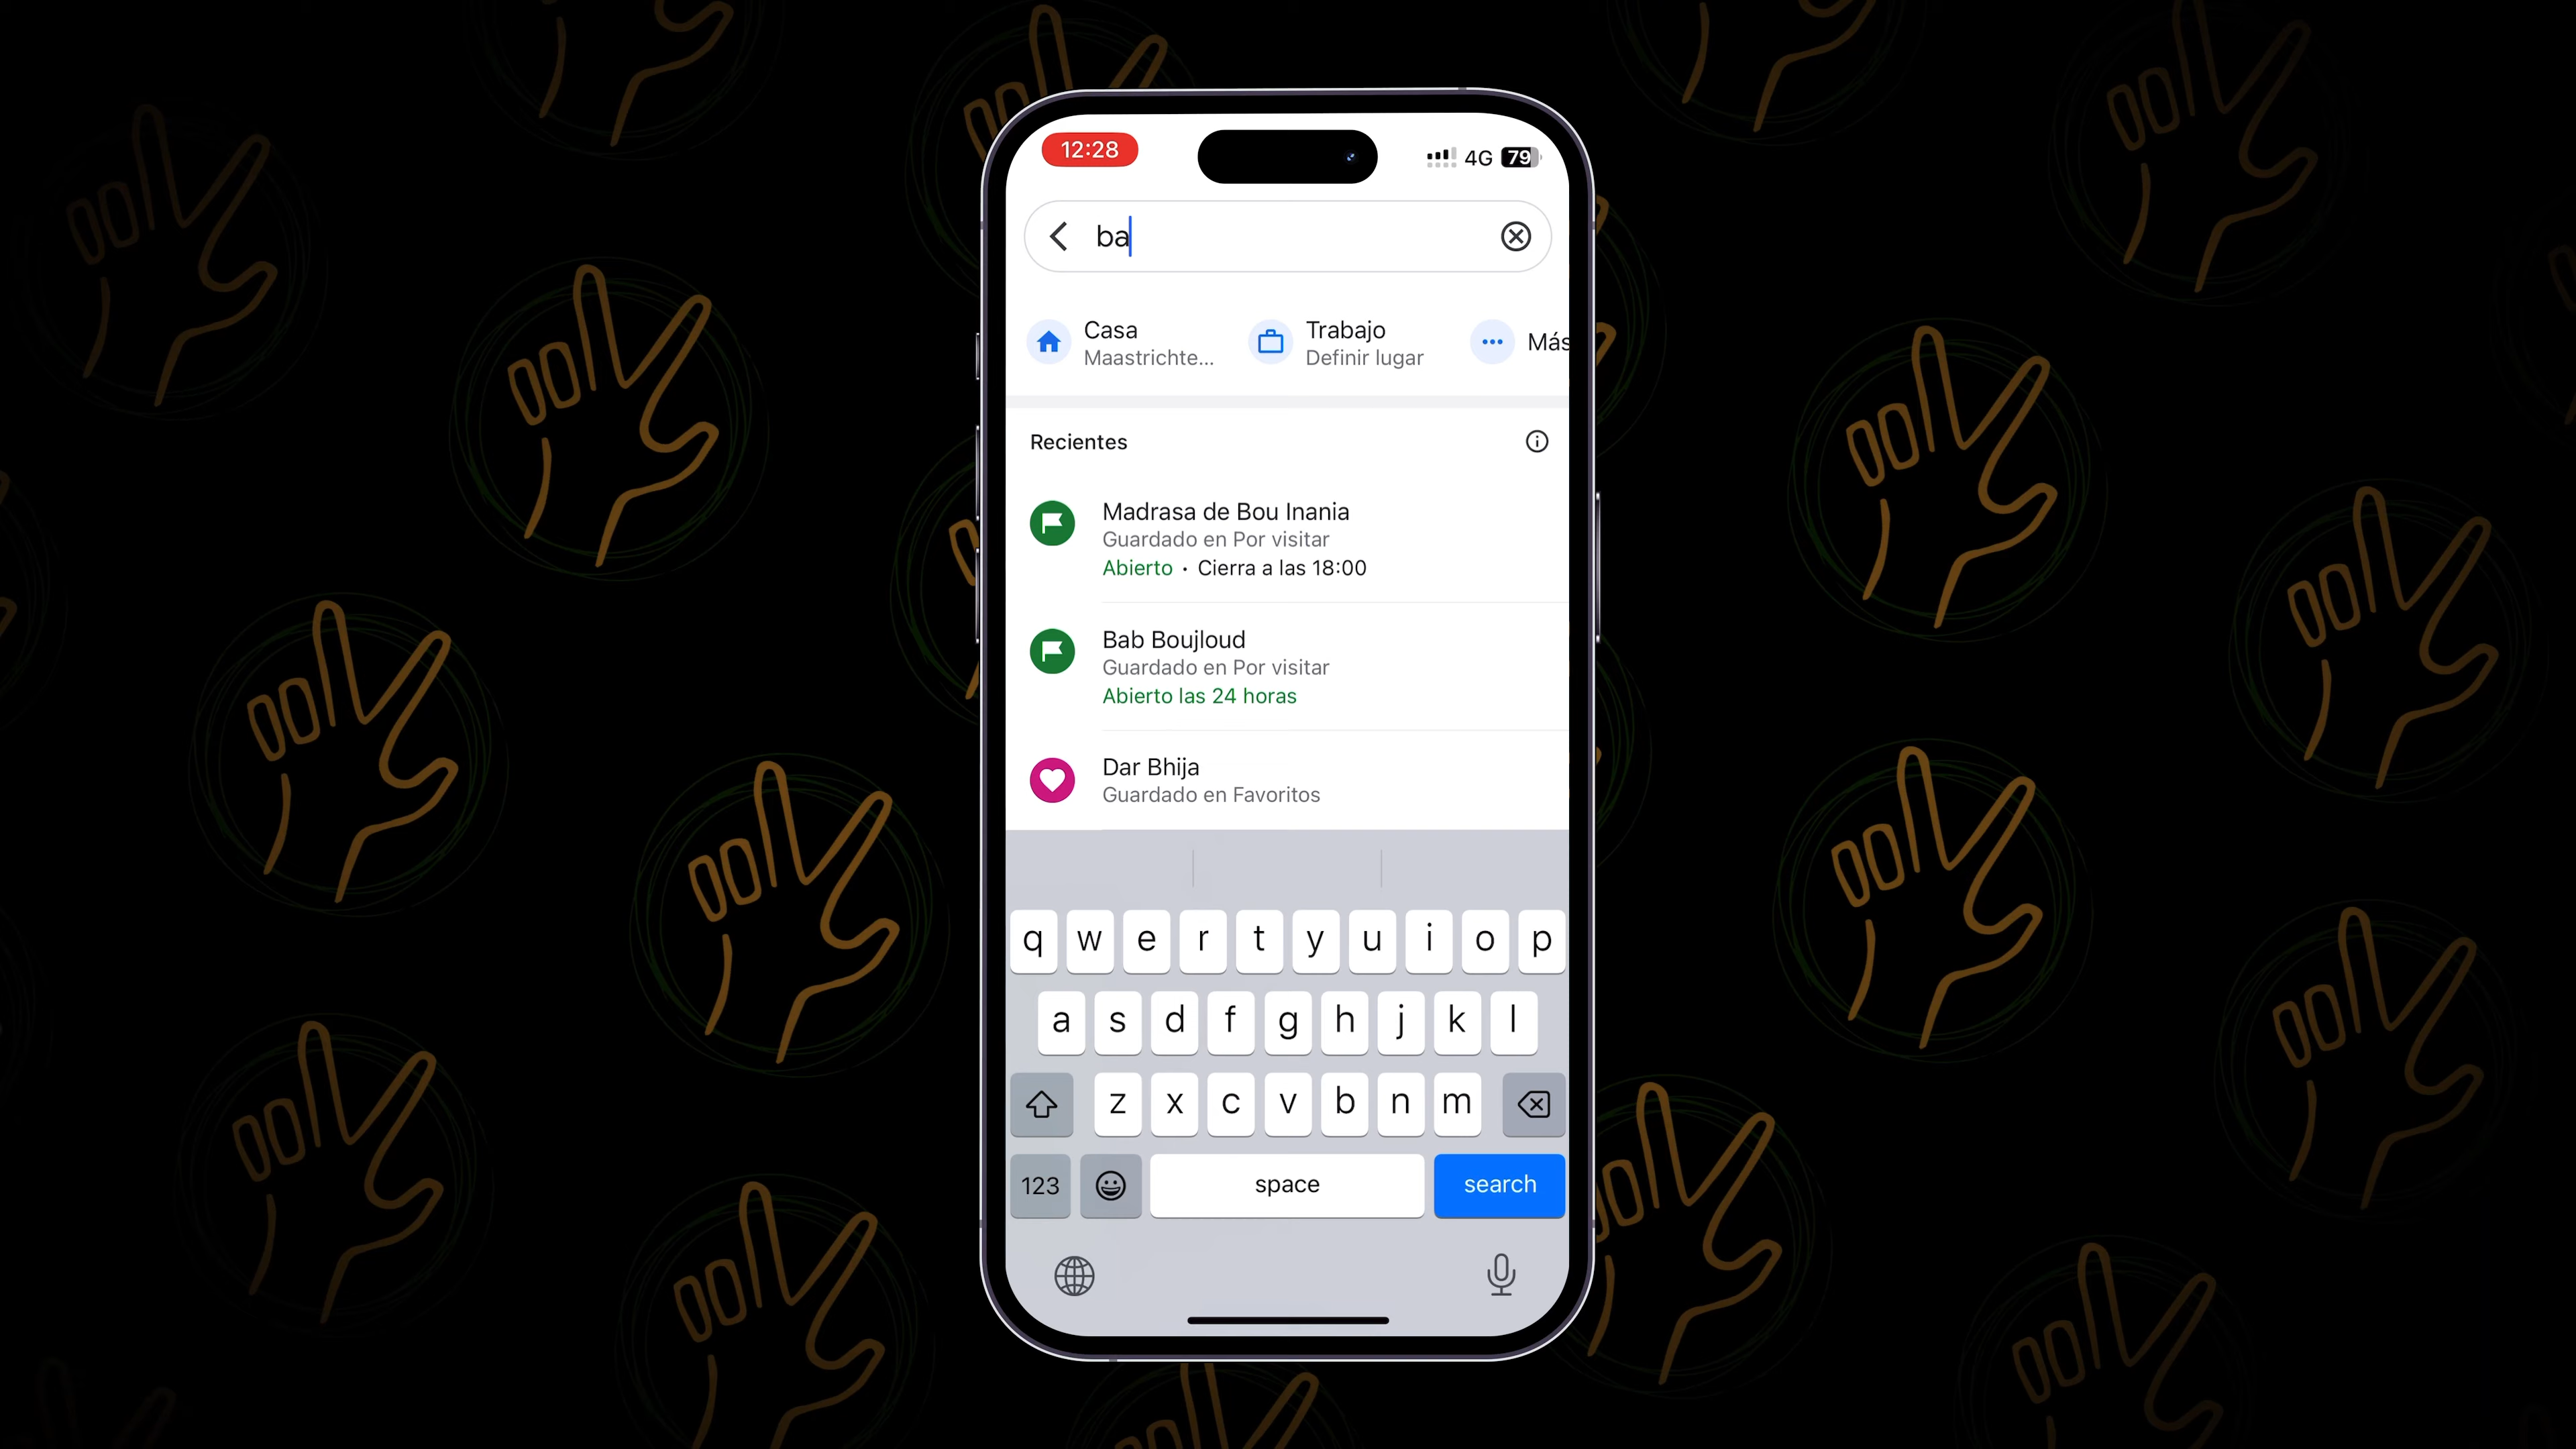 12:28
4G 79
ba
Casa
Maastrichte...
Trabajo
Definir lugar
Más
Recientes
Madrasa de Bou Inania
Guardado en Por visitar
Abierto · Cierra a las 18:00
Bab Boujloud
Guardado en Por visitar
Abierto las 24 horas
Dar Bhija
Guardado en Favoritos
q w e r t y u i o p
a s d f g h j k l
z x c v b n m
123 space search